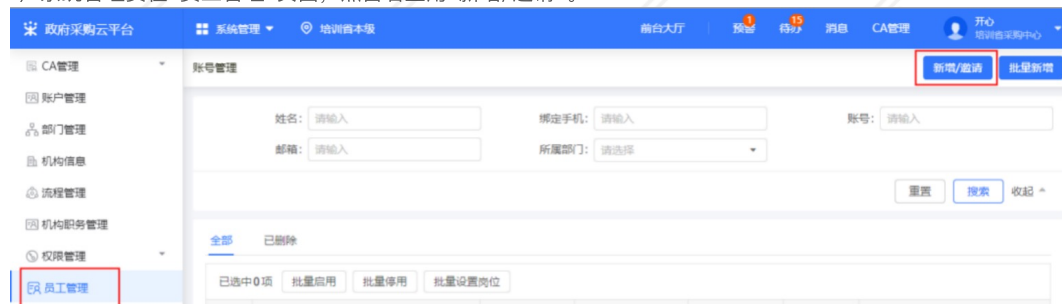 政府采购云平台 系统管理 培训省本级 前台大厅 预警 1 待办 15 消息 CA管理 开心
培训省采购中心
CA管理
账户管理
部门管理
机构信息
流程管理
机构职务管理
权限管理
员工管理
账号管理 新增/邀请 批量新增
姓名: 请输入 绑定手机: 请输入 账号: 请输入
邮箱: 请输入 所属部门: 请选择
重置 搜索 收起
全部 已删除
已选中0项 批量启用 批量停用 批量设置岗位